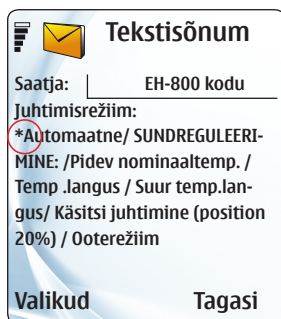 Tekstisõnum
Saatja: EH-800 kodu
Juhtimisrežiim:
*Automaatne/ SUNDREGULEERI-
MINE: /Pidev nominaaltemp. /
Temp .langus / Suur temp.lan-
gus/ Käsitsi juhtimine (position
20%) / Ooterežiim
Valikud Tagasi